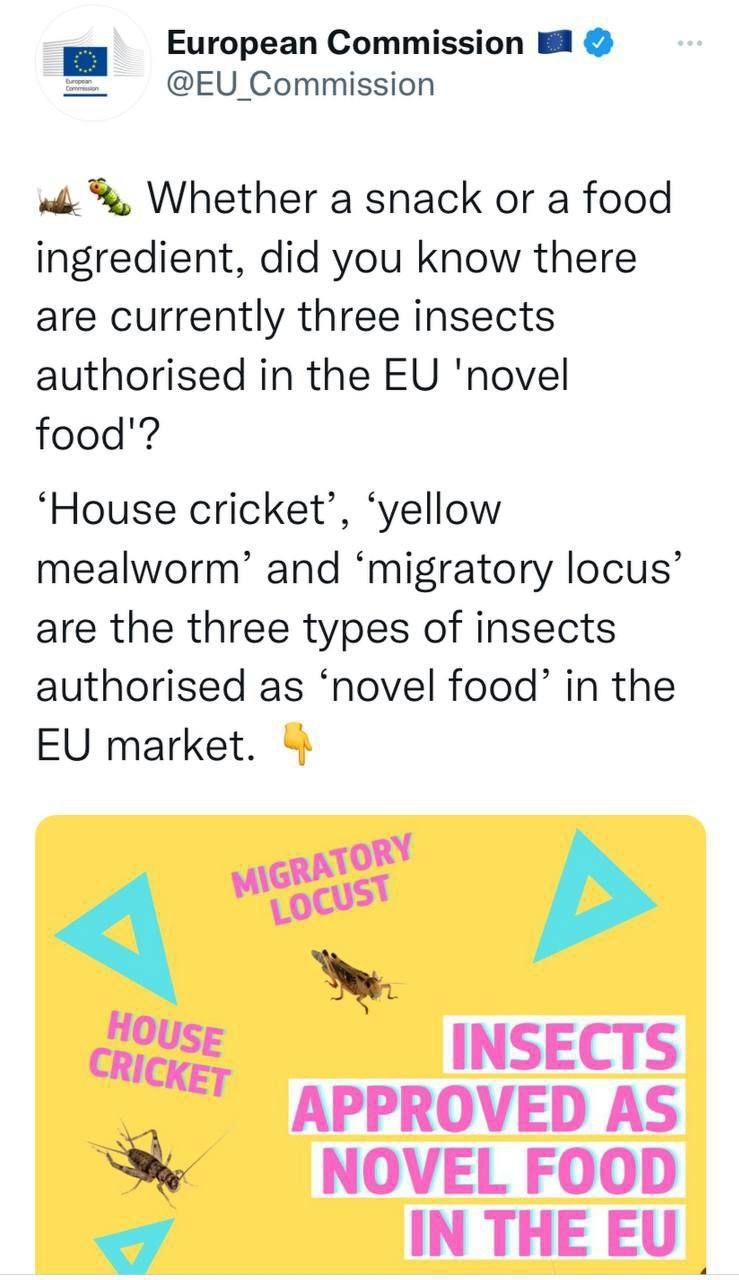 European Commission
@EU_Commission
European
Commission
Whether a snack or a food
ingredient, did you know there
are currently three insects
authorised in the EU 'novel
food'?
‘House cricket’, ‘yellow
mealworm’ and ‘migratory locus’
are the three types of insects
authorised as ‘novel food’ in the
EU market.
MIGRATORY
LOCUST
HOUSE
CRICKET
INSECTS
APPROVED AS
NOVEL FOOD
IN THE EU